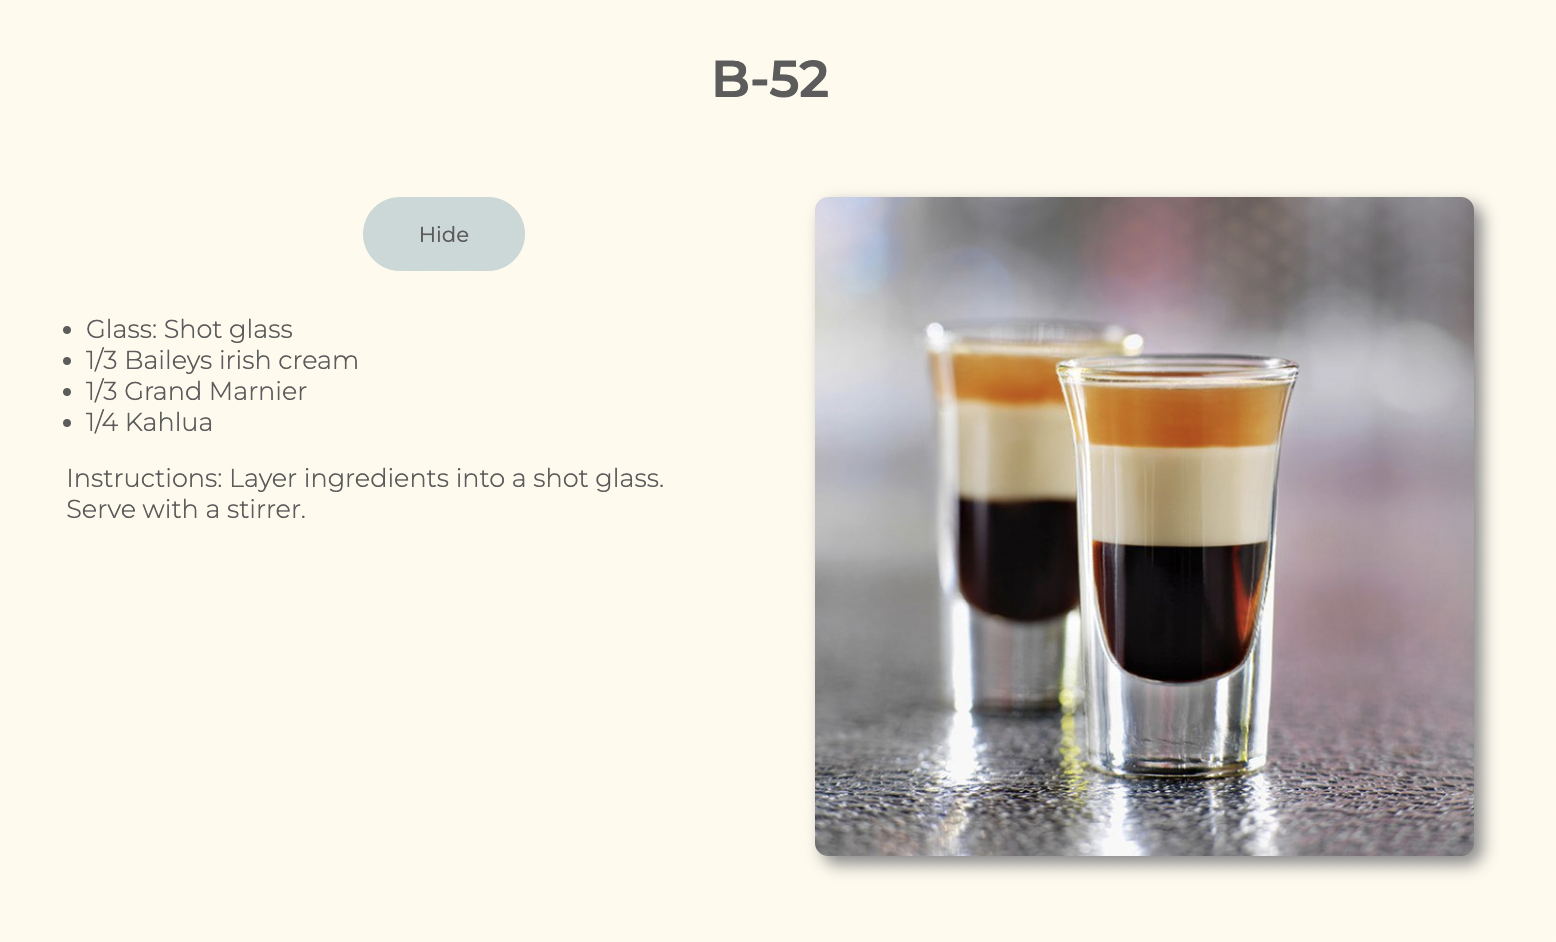 B-52
Hide
• Glass: Shot glass
• 1/3 Baileys irish cream
• 1/3 Grand Marnier
• 1/4 Kahlua
Instructions: Layer ingredients into a shot glass.
Serve with a stirrer.